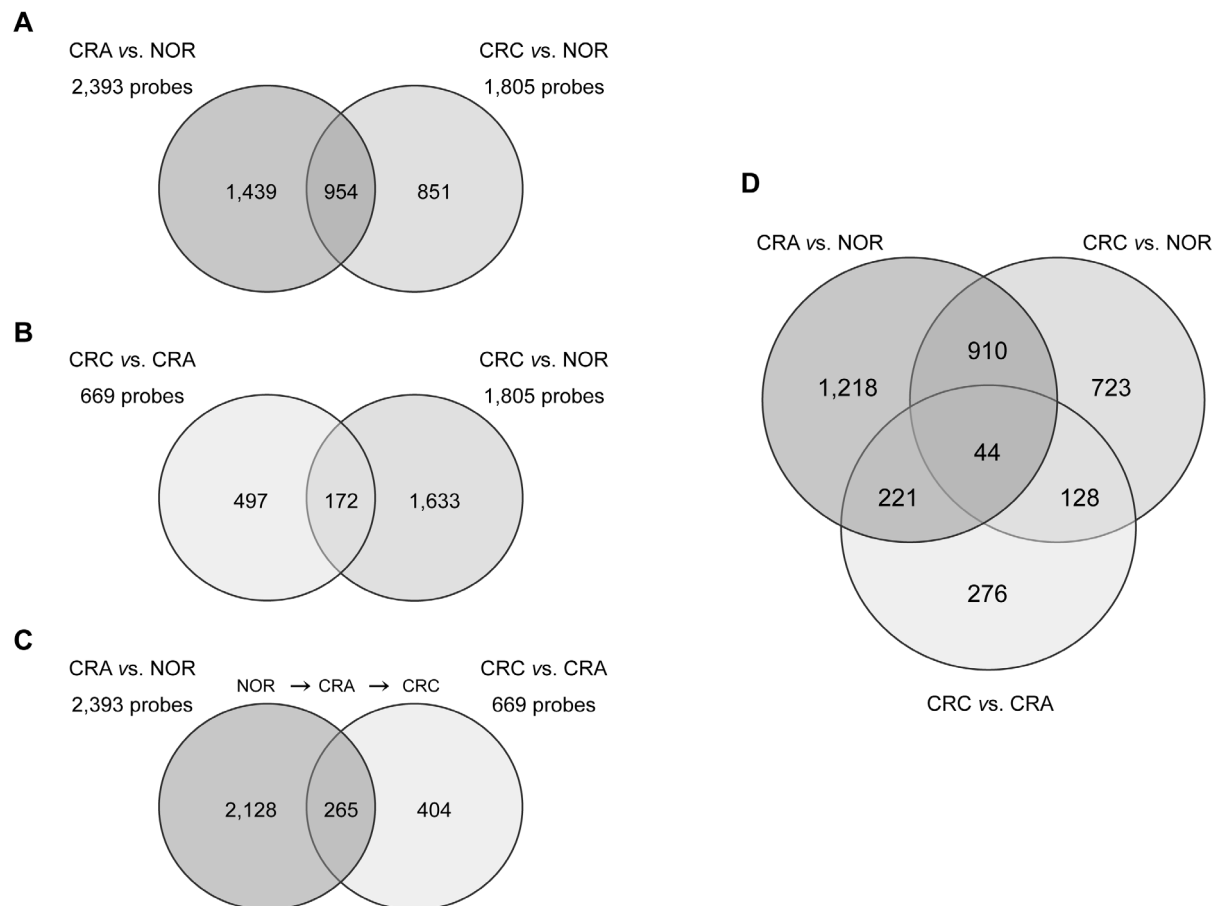 A
CRA vs. NOR
2,393 probes
CRC vs. NOR
1,805 probes
1,439
954
851
B
CRC vs. CRA
669 probes
CRC vs. NOR
1,805 probes
497
172
1,633
C
CRA vs. NOR
2,393 probes
NOR → CRA → CRC
CRC vs. CRA
669 probes
2,128
265
404
D
CRA vs. NOR
CRC vs. NOR
910
1,218
723
44
221
128
276
CRC vs. CRA